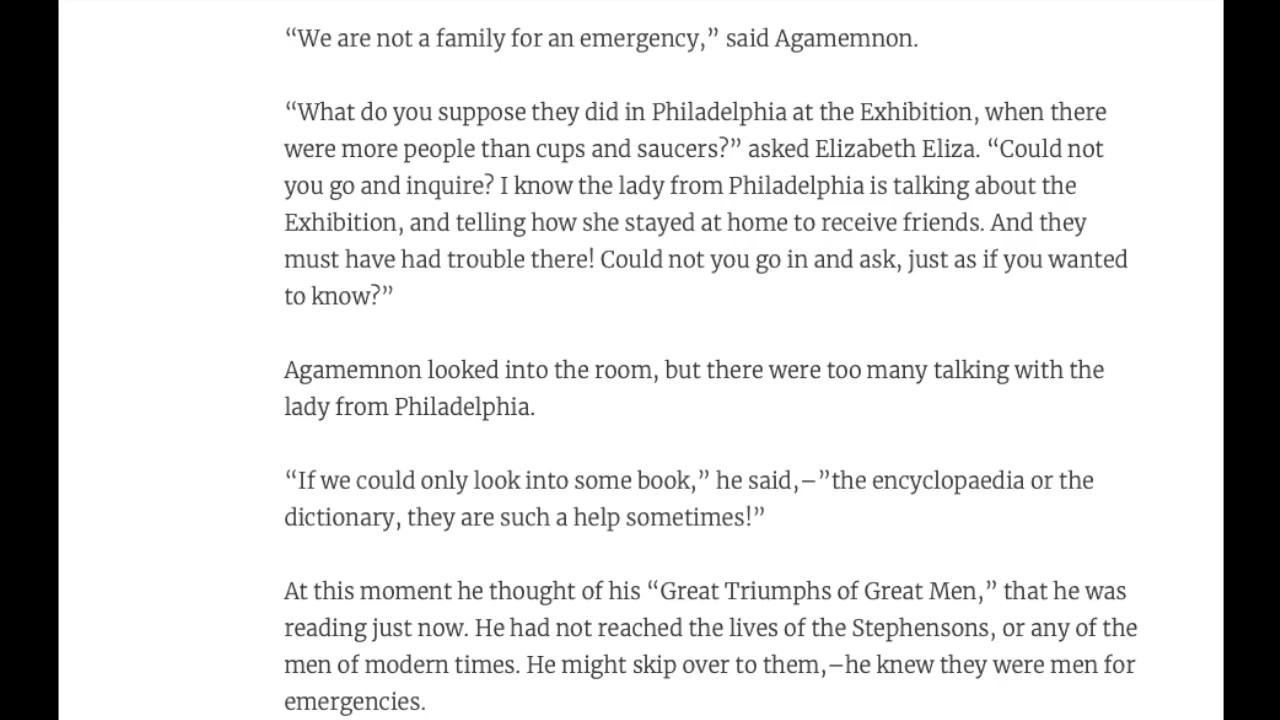 “We are not a family for an emergency,” said Agamemnon.
“What do you suppose they did in Philadelphia at the Exhibition, when there
were more people than cups and saucers?” asked Elizabeth Eliza. “Could not
you go and inquire? I know the lady from Philadelphia is talking about the
Exhibition, and telling how she stayed at home to receive friends. And they
must have had trouble there! Could not you go in and ask, just as if you wanted
to know?”
Agamemnon looked into the room, but there were too many talking with the
lady from Philadelphia.
“If we could only look into some book,” he said,–”the encyclopaedia or the
dictionary, they are such a help sometimes!”
At this moment he thought of his “Great Triumphs of Great Men,” that he was
reading just now. He had not reached the lives of the Stephensons, or any of the
men of modern times. He might skip over to them,–he knew they were men for
emergencies.